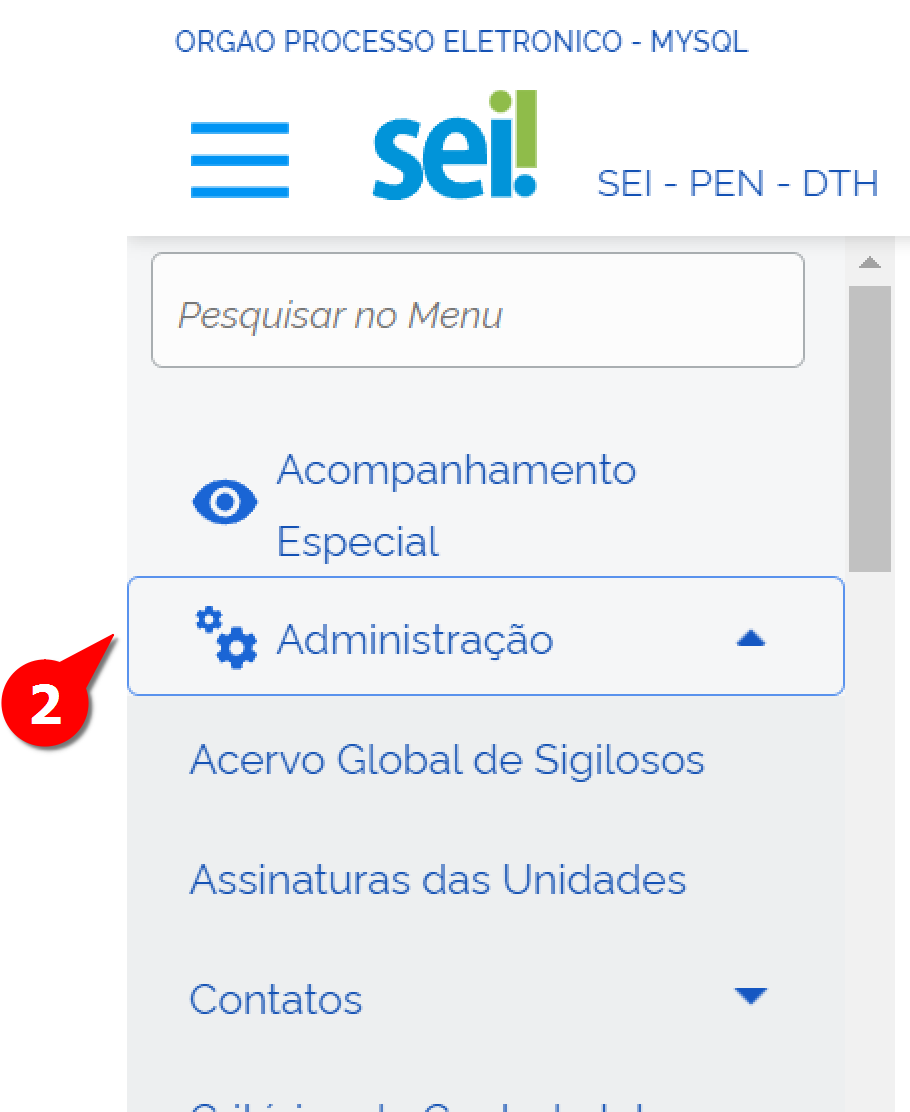 ORGAO PROCESSO ELETRONICO - MYSQL
sei!
SEI - PEN - DTH
Pesquisar no Menu
Acompanhamento
Especial
Administração
2
Acervo Global de Sigilosos
Assinaturas das Unidades
Contatos